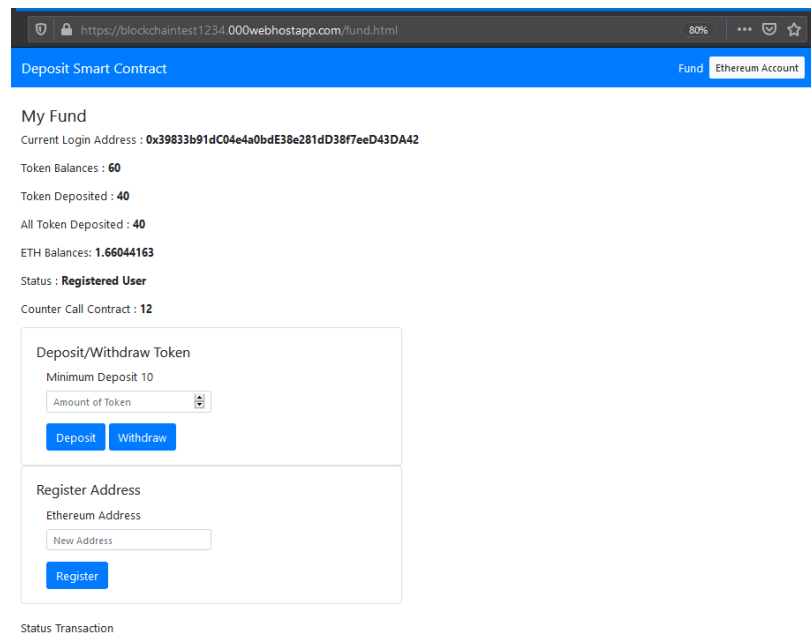 https://blockchaintest1234.000webhostapp.com/fund.html 80%
Deposit Smart Contract Fund Ethereum Account
My Fund
Current Login Address : 0x39833b91dC04e4a0bdE38e281dD38f7eeD43DA42
Token Balances : 60
Token Deposited : 40
All Token Deposited : 40
ETH Balances: 1.66044163
Status : Registered User
Counter Call Contract : 12
Deposit/Withdraw Token
Minimum Deposit 10
Amount of Token
Deposit Withdraw
Register Address
Ethereum Address
New Address
Register
Status Transaction